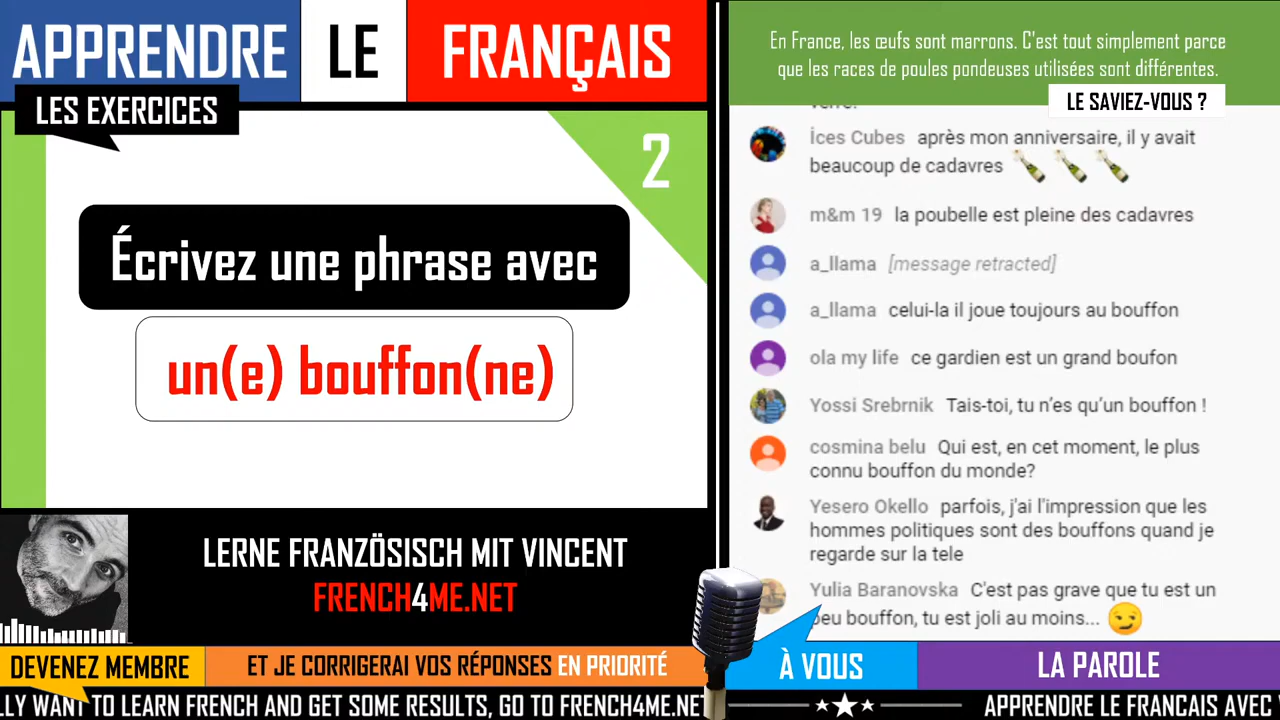 APPRENDRE LE FRANÇAIS
LES EXERCICES
2
Écrivez une phrase avec
un(e) bouffon(ne)
LERNE FRANZÖSISCH MIT VINCENT
FRENCH4ME.NET
DEVENEZ MEMBRE
ET JE CORRIGERAI VOS RÉPONSES EN PRIORITÉ
LLY WANT TO LEARN FRENCH AND GET SOME RESULTS, GO TO FRENCH4ME.NET
En France, les œufs sont marrons. C'est tout simplement parce
que les races de poules pondeuses utilisées sont différentes.
LE SAVIEZ-VOUS ?
İces Cubes après mon anniversaire, il y avait
beaucoup de cadavres
m&m 19 la poubelle est pleine des cadavres
a_llama [message retracted]
a_llama celui-la il joue toujours au bouffon
ola my life ce gardien est un grand boufon
Yossi Srebrnik Tais-toi, tu n’es qu’un bouffon !
cosmina belu Qui est, en cet moment, le plus
connu bouffon du monde?
Yesero Okello parfois, j'ai l'impression que les
hommes politiques sont des bouffons quand je
regarde sur la tele
Yulia Baranovska C'est pas grave que tu est un
peu bouffon, tu est joli au moins...
À VOUS
LA PAROLE
APPRENDRE LE FRANCAIS AVEC